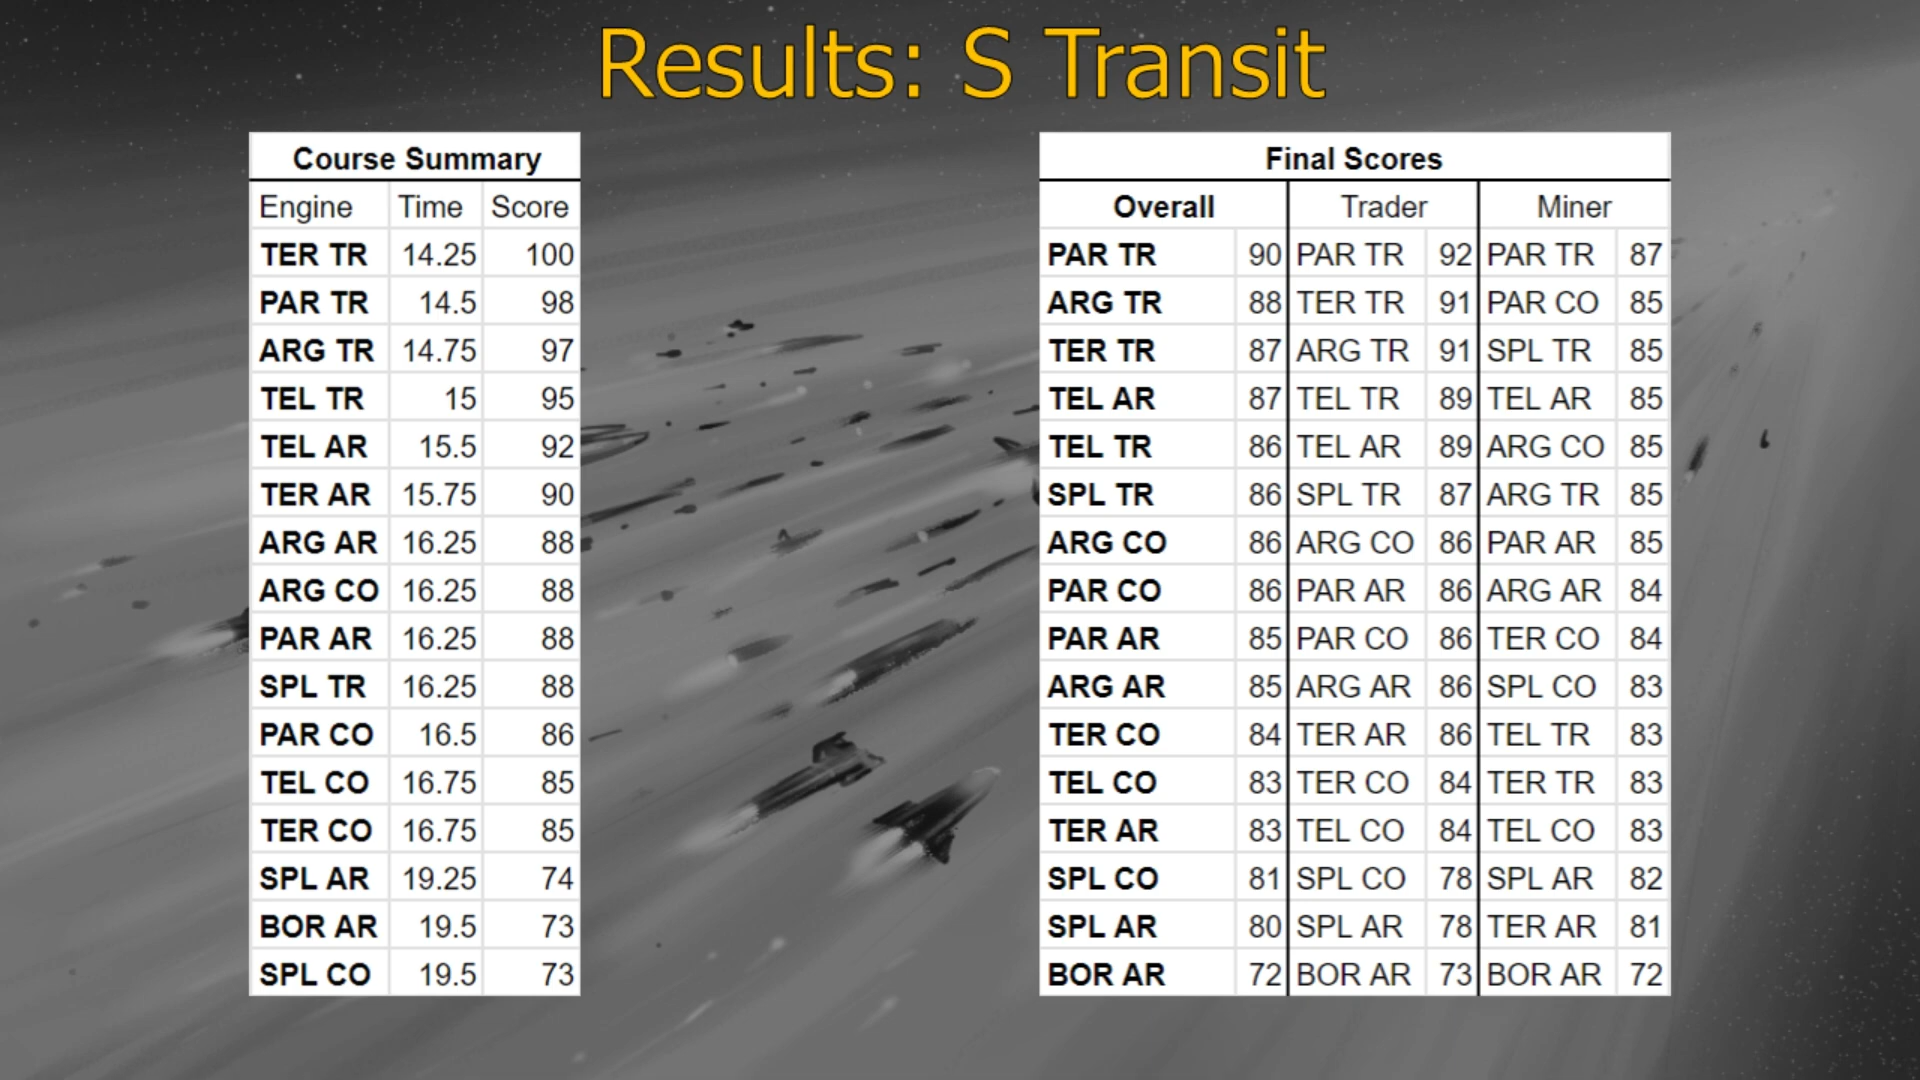 Results: S Transit
Course Summary
Engine Time Score
TER TR 14.25 100
PAR TR 14.5 98
ARG TR 14.75 97
TEL TR 15 95
TEL AR 15.5 92
TER AR 15.75 90
ARG AR 16.25 88
ARG CO 16.25 88
PAR AR 16.25 88
SPL TR 16.25 88
PAR CO 16.5 86
TEL CO 16.75 85
TER CO 16.75 85
SPL AR 19.25 74
BOR AR 19.5 73
SPL CO 19.5 73
Final Scores
Overall Trader Miner
PAR TR 90 PAR TR 92 PAR TR 87
ARG TR 88 TER TR 91 PAR CO 85
TER TR 87 ARG TR 91 SPL TR 85
TEL AR 87 TEL TR 89 TEL AR 85
TEL TR 86 TEL AR 89 ARG CO 85
SPL TR 86 SPL TR 87 ARG TR 85
ARG CO 86 ARG CO 86 PAR AR 85
PAR CO 86 PAR AR 86 ARG AR 84
PAR AR 85 PAR CO 86 TER CO 84
ARG AR 85 ARG AR 86 SPL CO 83
TER CO 84 TER AR 86 TEL TR 83
TEL CO 83 TER CO 84 TER TR 83
TER AR 83 TEL CO 84 TEL CO 83
SPL CO 81 SPL CO 78 SPL AR 82
SPL AR 80 SPL AR 78 TER AR 81
BOR AR 72 BOR AR 73 BOR AR 72